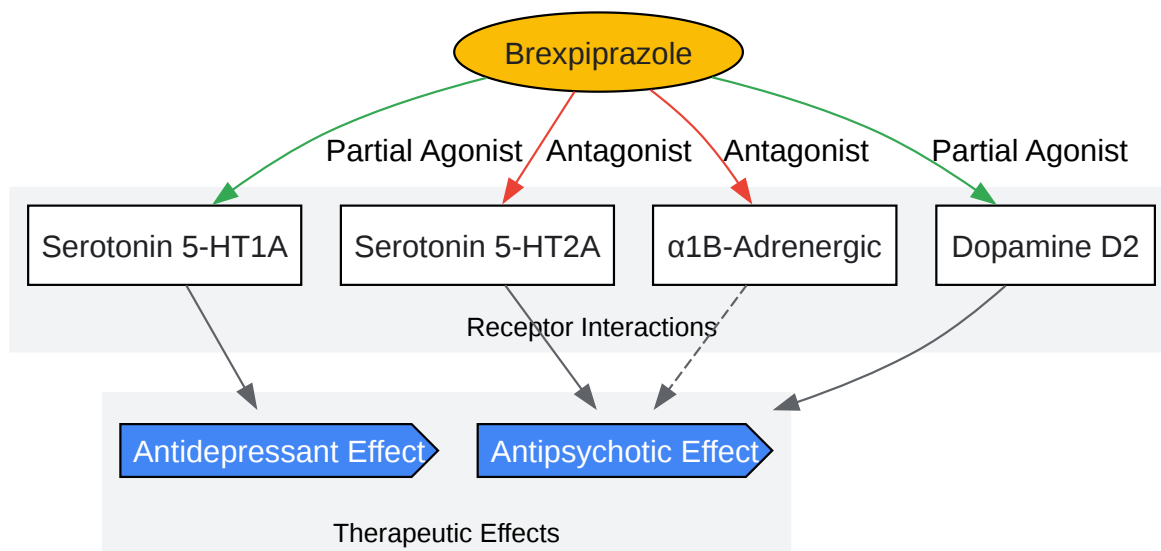 Brexpiprazole
Partial Agonist
Antagonist
Antagonist
Partial Agonist
Serotonin 5-HT1A
Serotonin 5-HT2A
α1B-Adrenergic
Dopamine D2
Receptor Interactions
Antidepressant Effect
Antipsychotic Effect
Therapeutic Effects